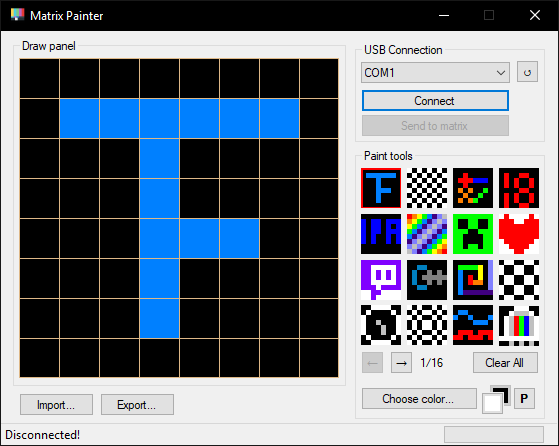 Matrix Painter
Draw panel
USB Connection
COM1
Connect
Send to matrix
Paint tools
← → 1/16 Clear All
Choose color... P
Import... Export...
Disconnected!